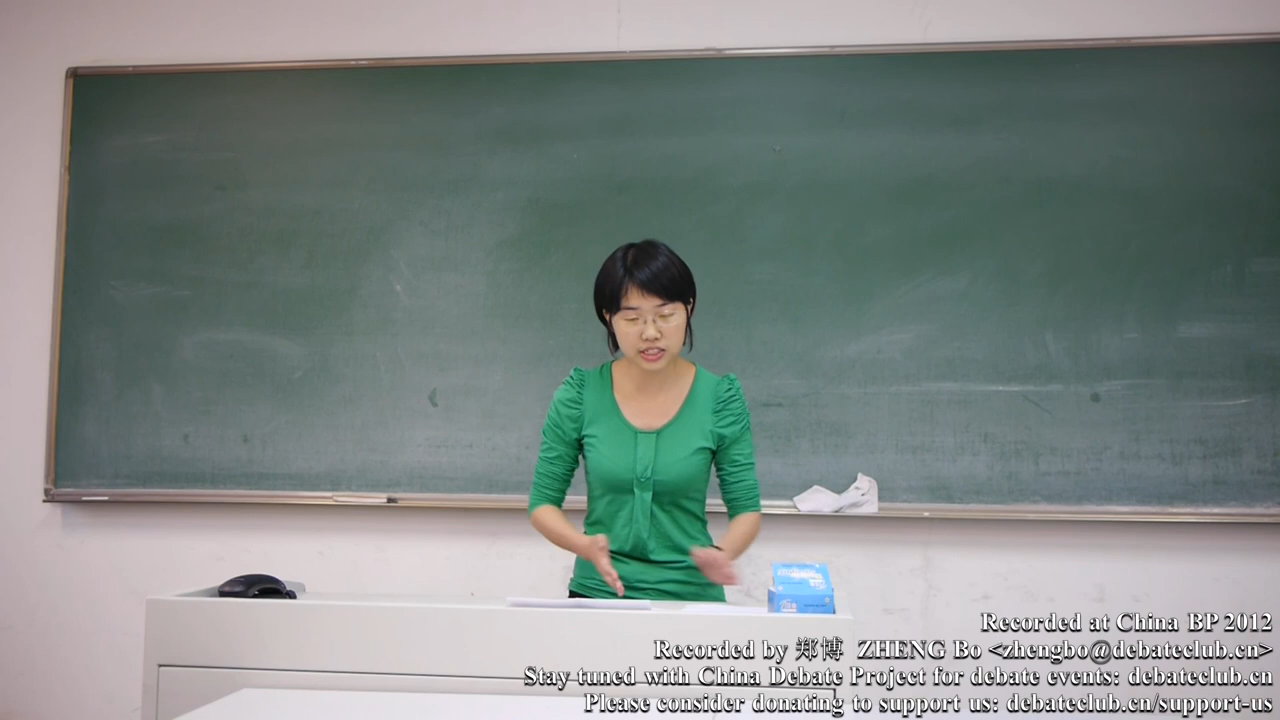 Recorded at China BP 2012
Recorded by 郑博 ZHENG Bo <zhengbo@debateclub.cn>
Stay tuned with China Debate Project for debate events: debateclub.cn
Please consider donating to support us: debateclub.cn/support-us